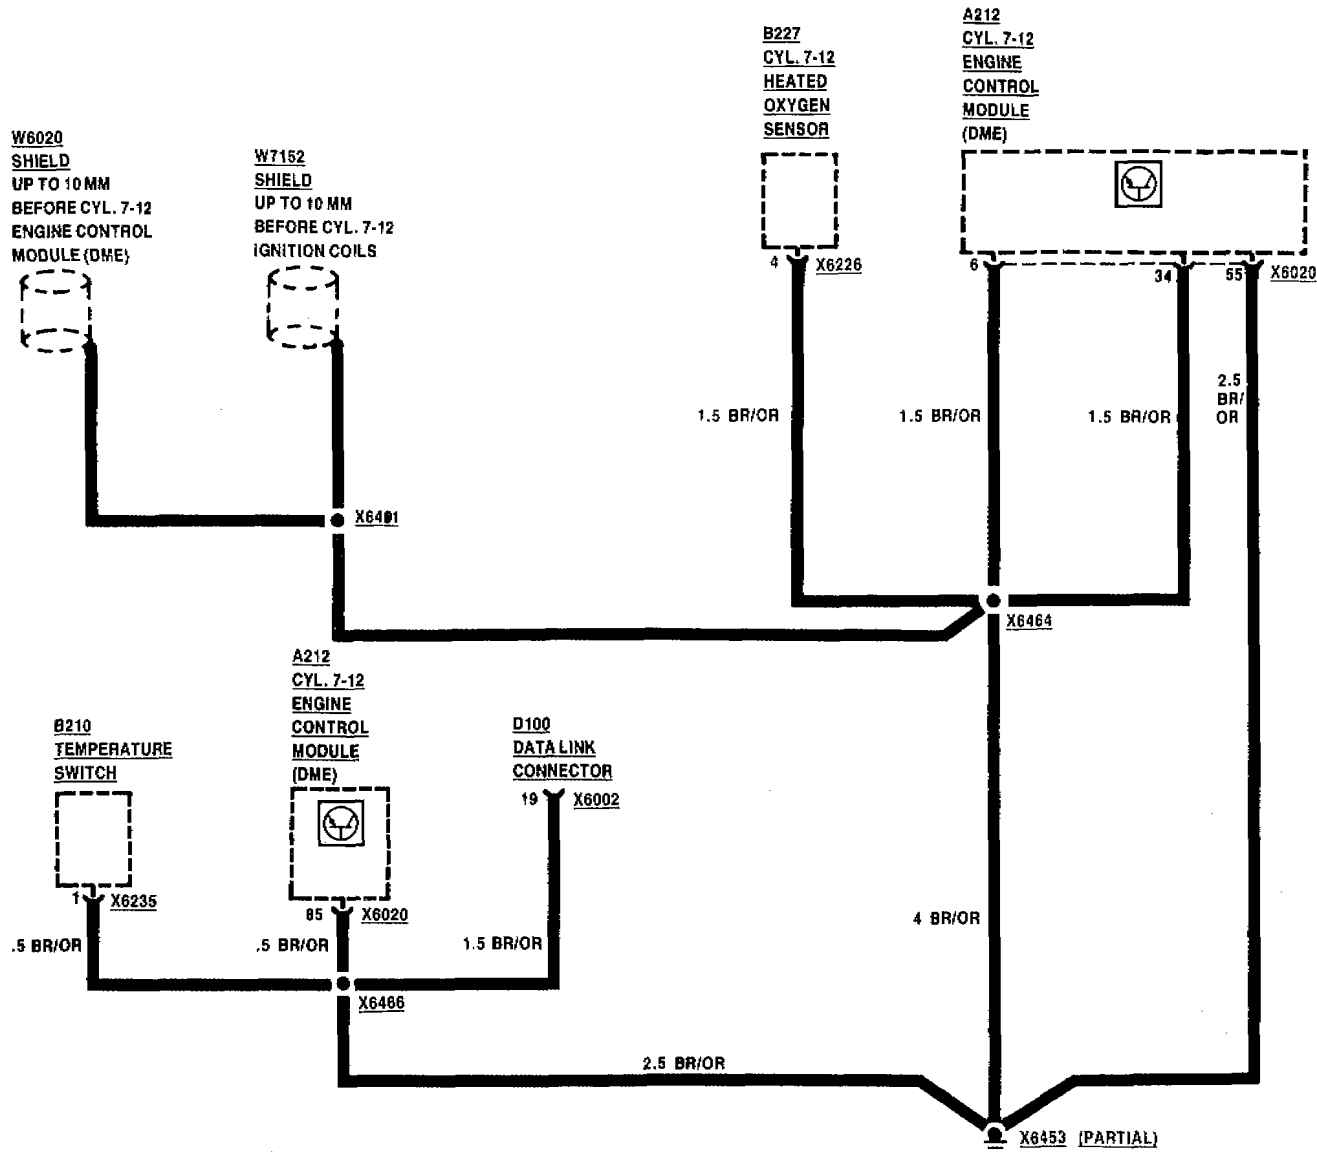 A212
CYL. 7-12
ENGINE
CONTROL
MODULE
(DME)
B227
CYL. 7-12
HEATED
OXYGEN
SENSOR
W6020
SHIELD
UP TO 10 MM
BEFORE CYL. 7-12
ENGINE CONTROL
MODULE (DME)
W7152
SHIELD
UP TO 10 MM
BEFORE CYL. 7-12
IGNITION COILS
4
X6226
6
34
55
X6020
1.5 BR/OR
1.5 BR/OR
1.5 BR/OR
2.5
BR/
OR
X6491
X6464
A212
CYL. 7-12
ENGINE
CONTROL
MODULE
(DME)
B210
TEMPERATURE
SWITCH
D100
DATA LINK
CONNECTOR
19
X6002
1
X6235
85
X6020
.5 BR/OR
.5 BR/OR
1.5 BR/OR
4 BR/OR
X6466
2.5 BR/OR
X6453 (PARTIAL)